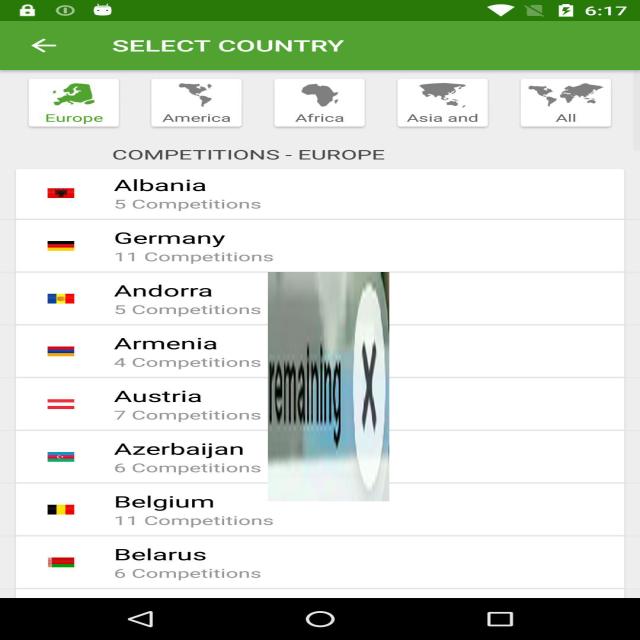 6:17
SELECT COUNTRY
Europe
America
Africa
Asia and
All
COMPETITIONS - EUROPE
Albania
5 Competitions
Germany
11 Competitions
Andorra
5 Competitions
Armenia
4 Competitions
Austria
7 Competitions
Azerbaijan
6 Competitions
Belgium
11 Competitions
Belarus
6 Competitions
remaining X